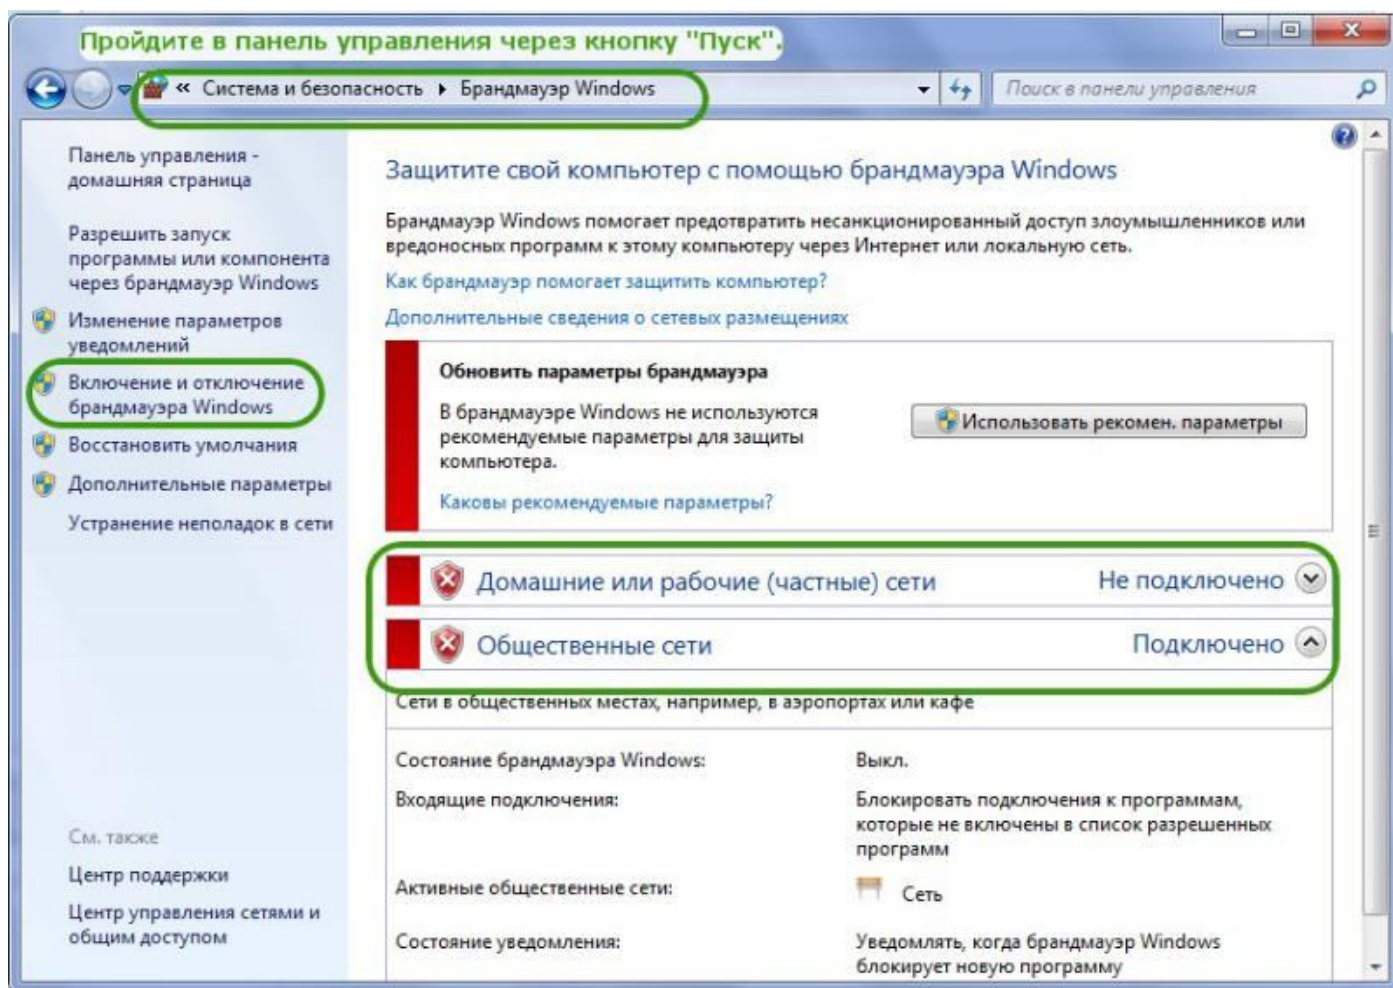 Пройдите в панель управления через кнопку "Пуск".
« Система и безопасность ▸ Брандмауэр Windows
Поиск в панели управления
Панель управления -
домашняя страница
Разрешить запуск
программы или компонента
через брандмауэр Windows
Изменение параметров
уведомлений
Включение и отключение
брандмауэра Windows
Восстановить умолчания
Дополнительные параметры
Устранение неполадок в сети
См. также
Центр поддержки
Центр управления сетями и
общим доступом
Защитите свой компьютер с помощью брандмауэра Windows
Брандмауэр Windows помогает предотвратить несанкционированный доступ злоумышленников или
вредоносных программ к этому компьютеру через Интернет или локальную сеть.
Как брандмауэр помогает защитить компьютер?
Дополнительные сведения о сетевых размещениях
Обновить параметры брандмауэра
В брандмауэре Windows не используются
рекомендуемые параметры для защиты
компьютера.
Использовать рекомен. параметры
Каковы рекомендуемые параметры?
Домашние или рабочие (частные) сети Не подключено
Общественные сети Подключено
Сети в общественных местах, например, в аэропортах или кафе
Состояние брандмауэра Windows: Выкл.
Входящие подключения: Блокировать подключения к программам,
которые не включены в список разрешенных
программ
Активные общественные сети: Сеть
Состояние уведомления: Уведомлять, когда брандмауэр Windows
блокирует новую программу